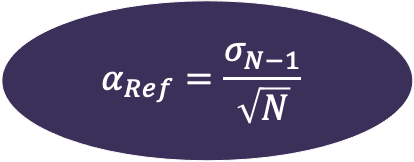 α_Ref = σ_{N−1} / √N